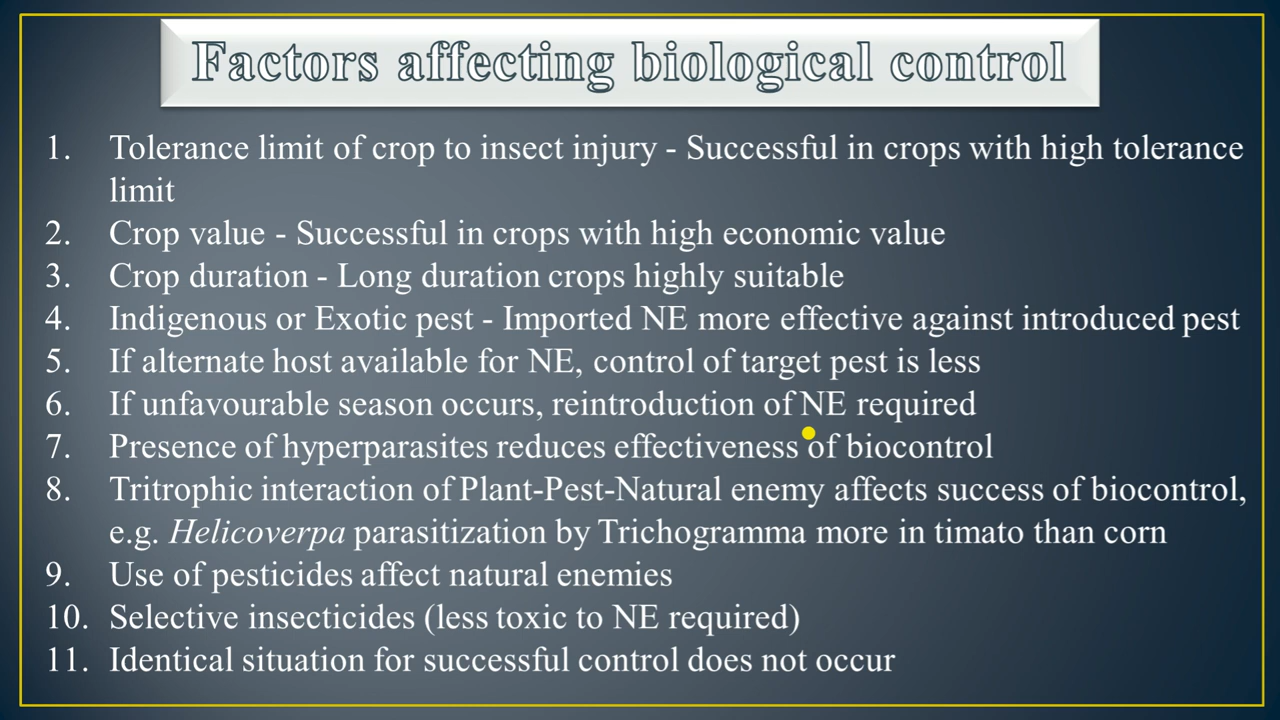 Factors affecting biological control
1. Tolerance limit of crop to insect injury - Successful in crops with high tolerance
limit
2. Crop value - Successful in crops with high economic value
3. Crop duration - Long duration crops highly suitable
4. Indigenous or Exotic pest - Imported NE more effective against introduced pest
5. If alternate host available for NE, control of target pest is less
6. If unfavourable season occurs, reintroduction of NE required
7. Presence of hyperparasites reduces effectiveness of biocontrol
8. Tritrophic interaction of Plant-Pest-Natural enemy affects success of biocontrol,
e.g. Helicoverpa parasitization by Trichogramma more in timato than corn
9. Use of pesticides affect natural enemies
10. Selective insecticides (less toxic to NE required)
11. Identical situation for successful control does not occur